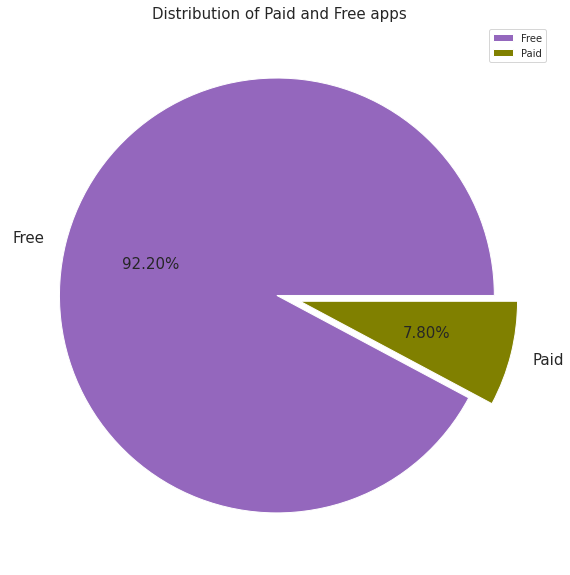 Distribution of Paid and Free apps
Free
Paid
Free
92.20%
7.80%
Paid